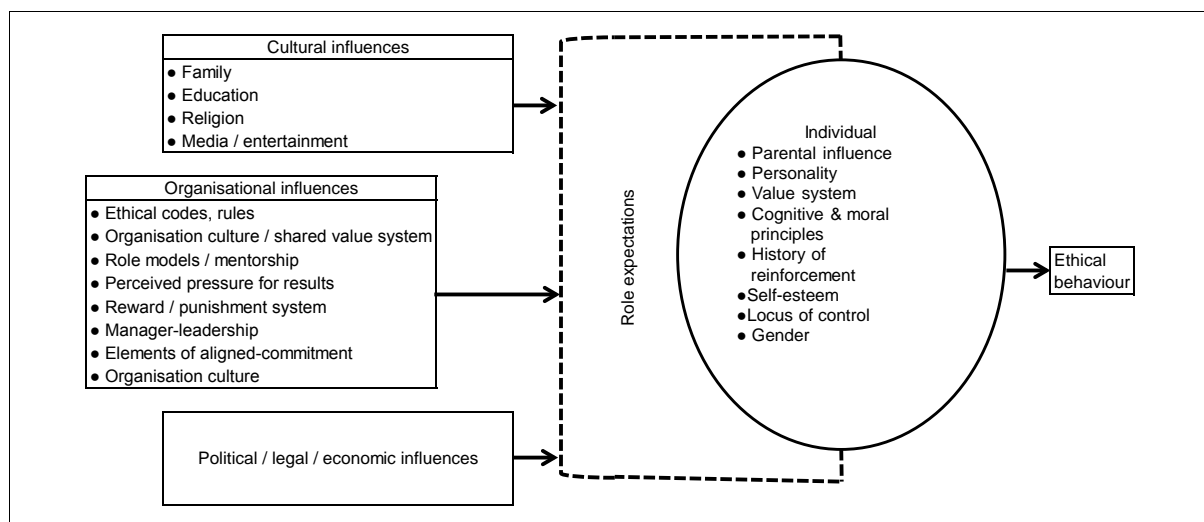 Cultural influences
● Family
● Education
● Religion
● Media / entertainment
Organisational influences
● Ethical codes, rules
● Organisation culture / shared value system
● Role models / mentorship
● Perceived pressure for results
● Reward / punishment system
● Manager-leadership
● Elements of aligned-commitment
● Organisation culture
Political / legal / economic influences
Role expectations
Individual
● Parental influence
● Personality
● Value system
● Cognitive & moral
principles
● History of
reinforcement
●Self-esteem
●Locus of control
● Gender
Ethical
behaviour